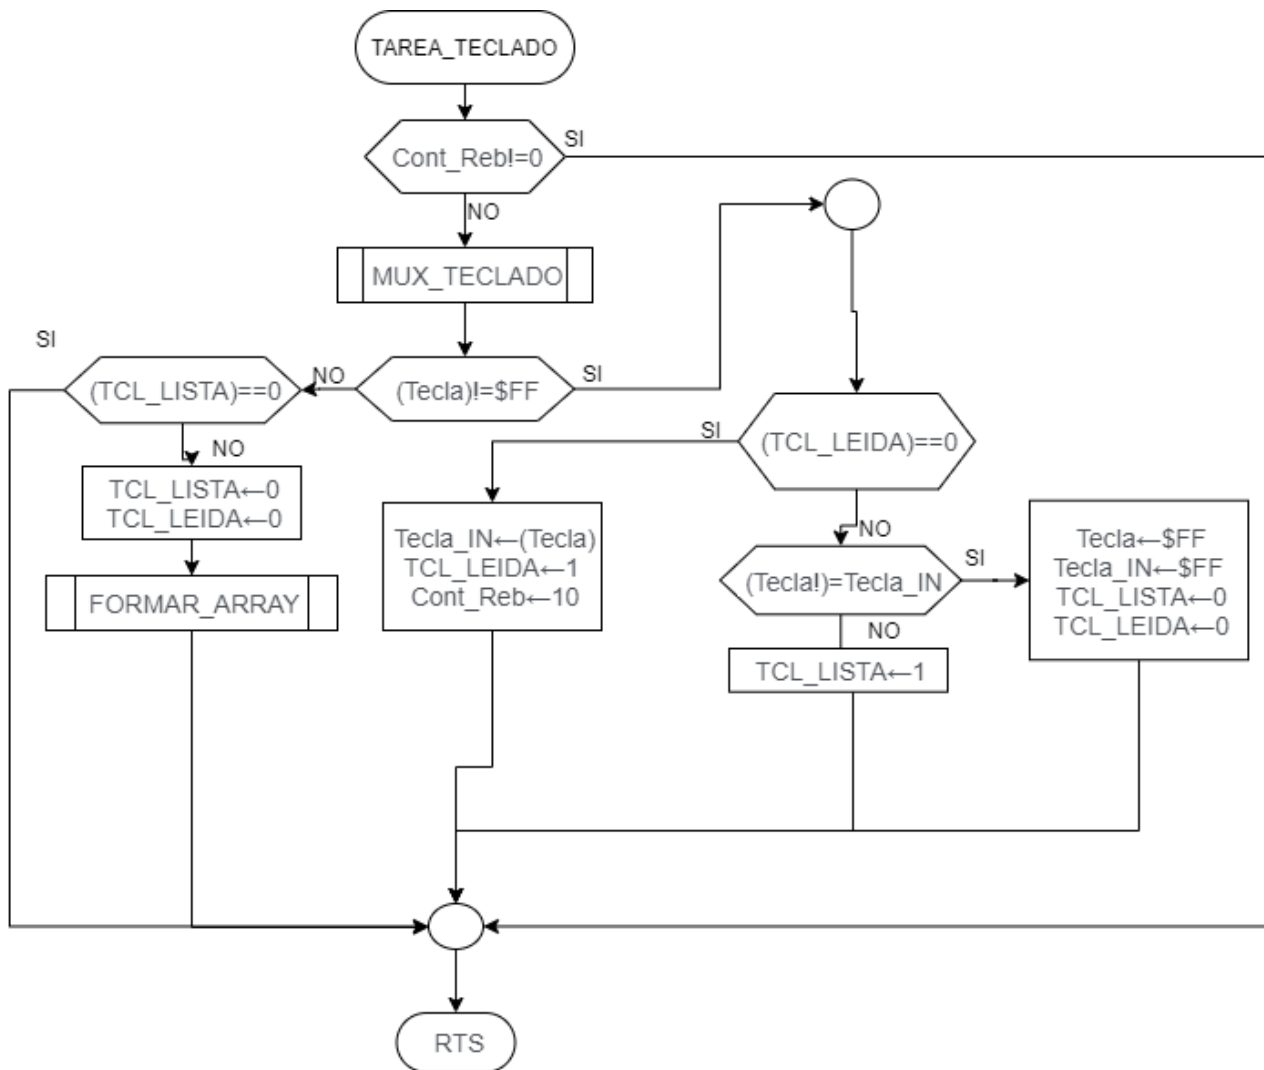 TAREA_TECLADO
SI
Cont_Reb!=0
NO
MUX_TECLADO
SI
(TCL_LISTA)==0
NO
(Tecla)!=$FF
SI
NO
TCL_LISTA←0
TCL_LEIDA←0
FORMAR_ARRAY
SI
(TCL_LEIDA)==0
Tecla_IN←(Tecla)
TCL_LEIDA←1
Cont_Reb←10
NO
(Tecla!)=Tecla_IN
SI
Tecla←$FF
Tecla_IN←$FF
TCL_LISTA←0
TCL_LEIDA←0
NO
TCL_LISTA←1
RTS